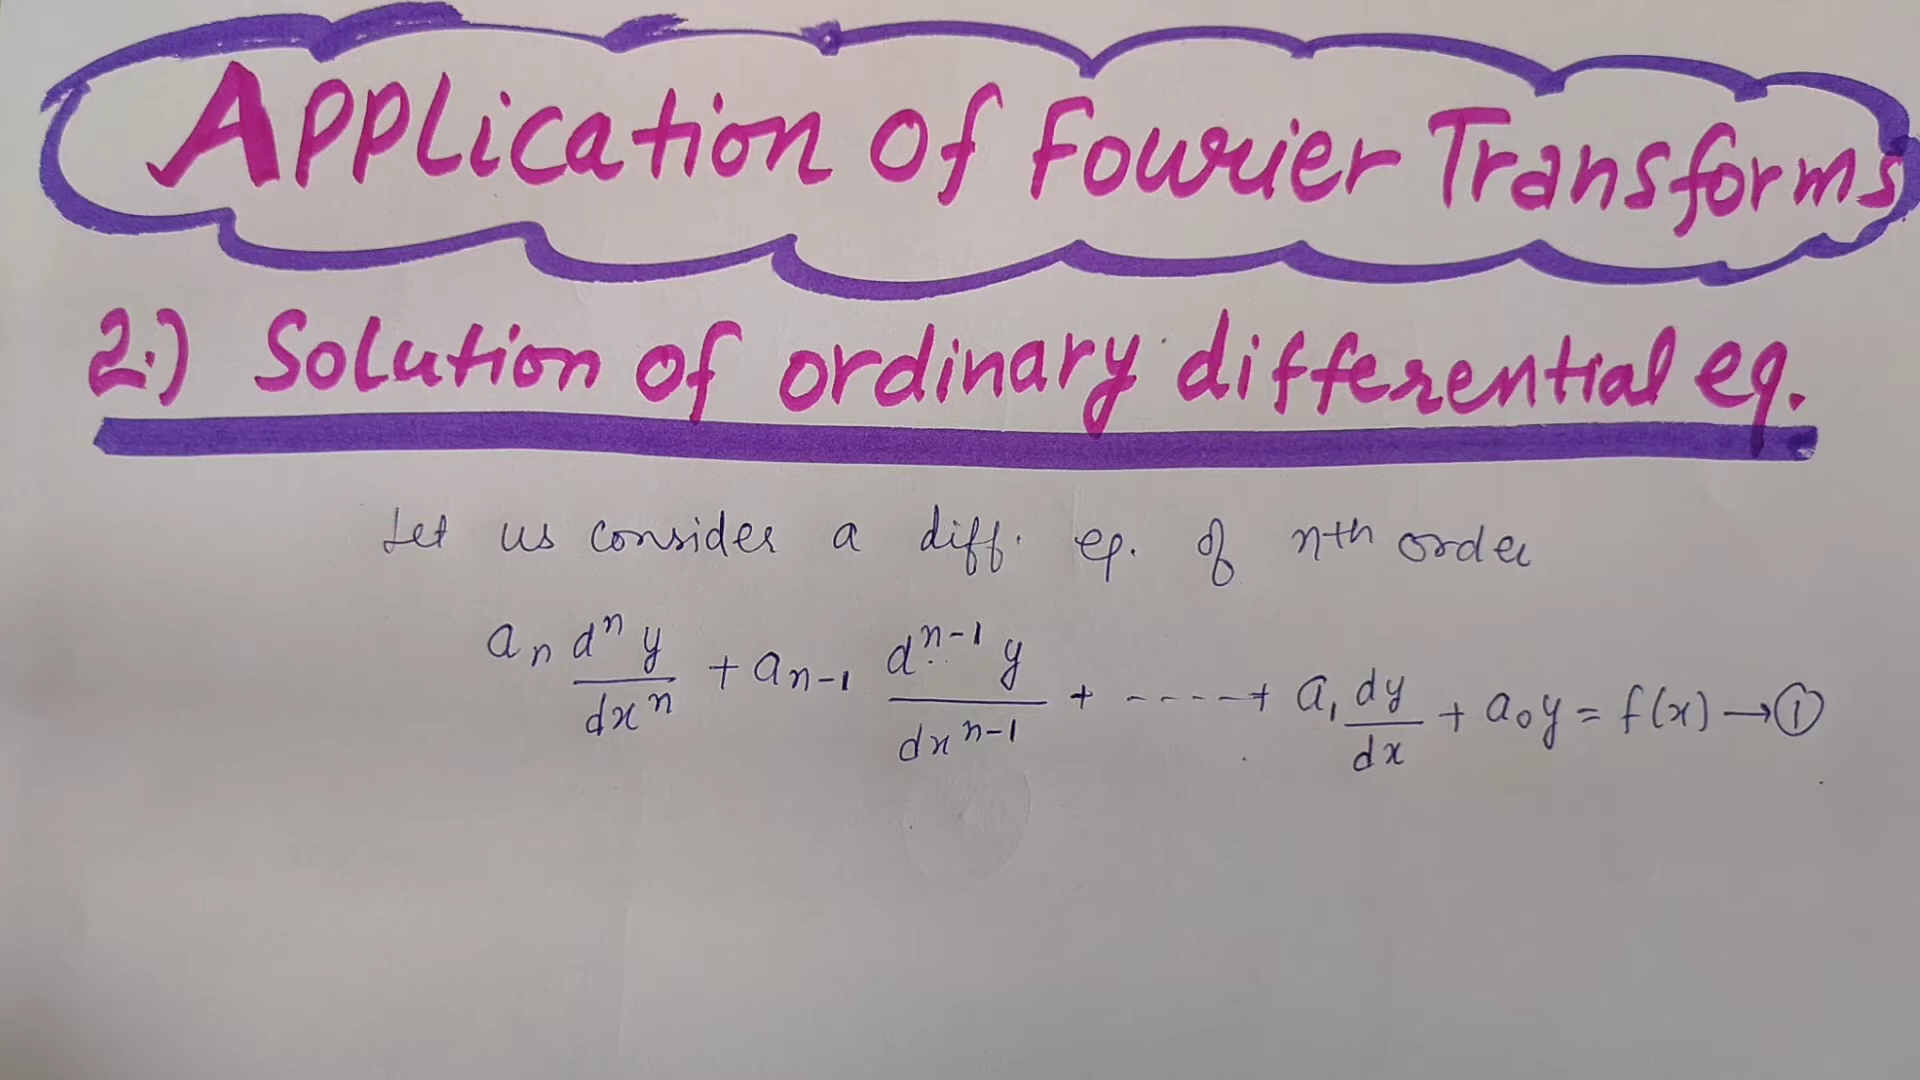 Application of Fourier Transforms
2.) Solution of ordinary differential eq.
Let us consider a diff. eq. of nth order
aₙ dⁿy/dxⁿ + aₙ₋₁ dⁿ⁻¹y/dxⁿ⁻¹ + ----- + a₁ dy/dx + a₀y = f(x) → ①